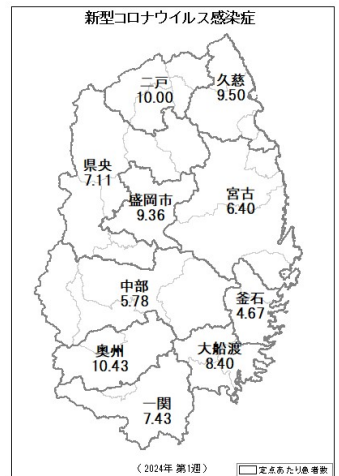 新型コロナウイルス感染症
二戸
10.00
久慈
9.50
県央
7.11
盛岡市
9.36
宮古
6.40
中部
5.78
釜石
4.67
奥州
10.43
大船渡
8.40
一関
7.43
(2024年 第1週)
定点あたり患者数